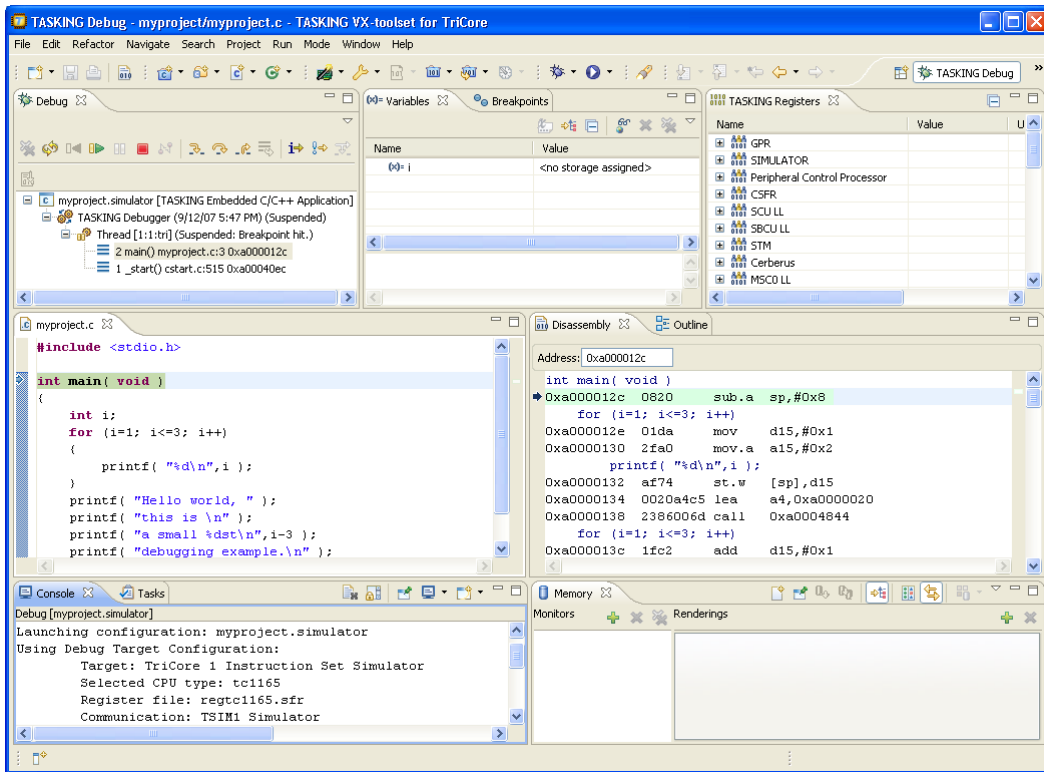 TASKING Debug - myproject/myproject.c - TASKING VX-toolset for TriCore
File Edit Refactor Navigate Search Project Run Mode Window Help
TASKING Debug
Debug
myproject.simulator [TASKING Embedded C/C++ Application]
TASKING Debugger (9/12/07 5:47 PM) (Suspended)
Thread [1:1:tri] (Suspended: Breakpoint hit.)
2 main() myproject.c:3 0xa000012c
1 _start() cstart.c:515 0xa00040ec
(x)= Variables Breakpoints
Name Value
(x)= i <no storage assigned>
TASKING Registers
Name Value U
GPR
SIMULATOR
Peripheral Control Processor
CSFR
SCU LL
SBCU LL
STM
Cerberus
MSC0 LL
myproject.c
#include <stdio.h>
int main( void )
{
int i;
for (i=1; i<=3; i++)
{
printf( "%d\n",i );
}
printf( "Hello world, " );
printf( "this is \n" );
printf( "a small %dst\n",i-3 );
printf( "debugging example.\n" );
Disassembly Outline
Address: 0xa000012c
int main( void )
0xa000012c 0820 sub.a sp,#0x8
for (i=1; i<=3; i++)
0xa000012e 01da mov d15,#0x1
0xa0000130 2fa0 mov.a a15,#0x2
printf( "%d\n",i );
0xa0000132 af74 st.w [sp],d15
0xa0000134 0020a4c5 lea a4,0xa0000020
0xa0000138 2386006d call 0xa0004844
for (i=1; i<=3; i++)
0xa000013c 1fc2 add d15,#0x1
Console Tasks
Debug [myproject.simulator]
Launching configuration: myproject.simulator
Using Debug Target Configuration:
Target: TriCore 1 Instruction Set Simulator
Selected CPU type: tc1165
Register file: regtc1165.sfr
Communication: TSIM1 Simulator
Memory
Monitors Renderings